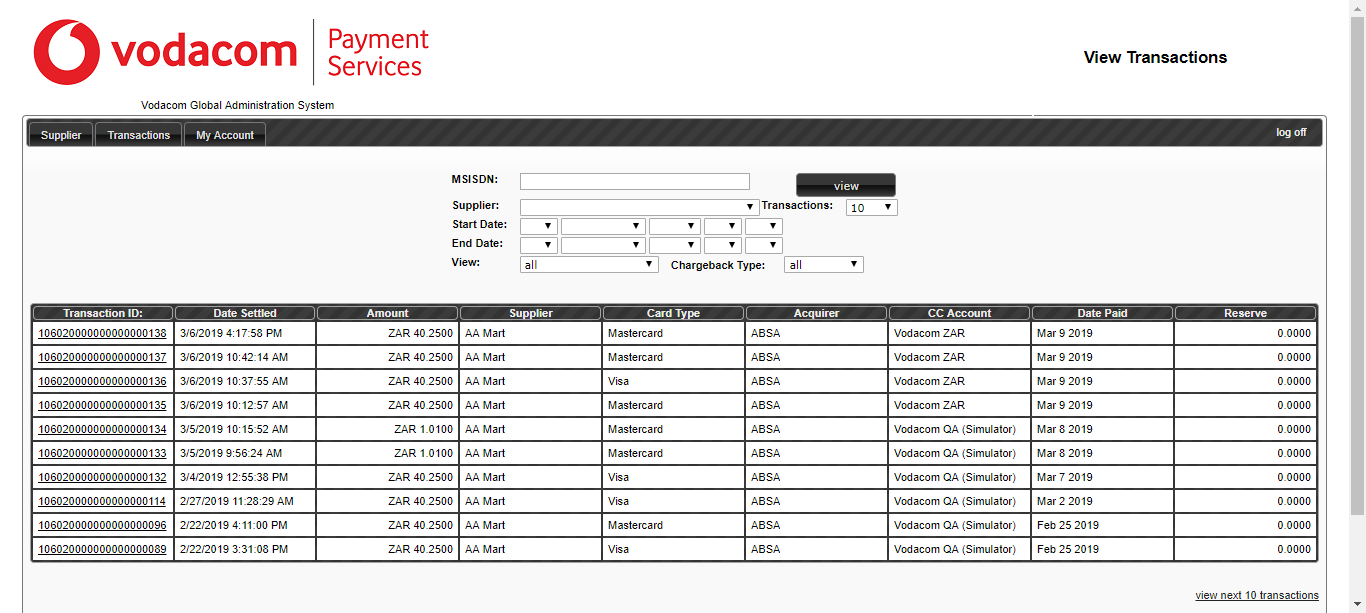 vodacom Payment Services
View Transactions
Vodacom Global Administration System
Supplier Transactions My Account log off
MSISDN: view
Supplier: Transactions: 10
Start Date:
End Date:
View: all Chargeback Type: all
Transaction ID: Date Settled Amount Supplier Card Type Acquirer CC Account Date Paid Reserve
106020000000000000138 3/6/2019 4:17:58 PM ZAR 40.2500 AA Mart Mastercard ABSA Vodacom ZAR Mar 9 2019 0.0000
106020000000000000137 3/6/2019 10:42:14 AM ZAR 40.2500 AA Mart Mastercard ABSA Vodacom ZAR Mar 9 2019 0.0000
106020000000000000136 3/6/2019 10:37:55 AM ZAR 40.2500 AA Mart Visa ABSA Vodacom ZAR Mar 9 2019 0.0000
106020000000000000135 3/6/2019 10:12:57 AM ZAR 40.2500 AA Mart Mastercard ABSA Vodacom ZAR Mar 9 2019 0.0000
106020000000000000134 3/5/2019 10:15:52 AM ZAR 1.0100 AA Mart Mastercard ABSA Vodacom QA (Simulator) Mar 8 2019 0.0000
106020000000000000133 3/5/2019 9:56:24 AM ZAR 1.0100 AA Mart Mastercard ABSA Vodacom QA (Simulator) Mar 8 2019 0.0000
106020000000000000132 3/4/2019 12:55:38 PM ZAR 40.2500 AA Mart Visa ABSA Vodacom QA (Simulator) Mar 7 2019 0.0000
106020000000000000114 2/27/2019 11:28:29 AM ZAR 40.2500 AA Mart Visa ABSA Vodacom QA (Simulator) Mar 2 2019 0.0000
106020000000000000096 2/22/2019 4:11:00 PM ZAR 40.2500 AA Mart Mastercard ABSA Vodacom QA (Simulator) Feb 25 2019 0.0000
106020000000000000089 2/22/2019 3:31:08 PM ZAR 40.2500 AA Mart Visa ABSA Vodacom QA (Simulator) Feb 25 2019 0.0000
view next 10 transactions